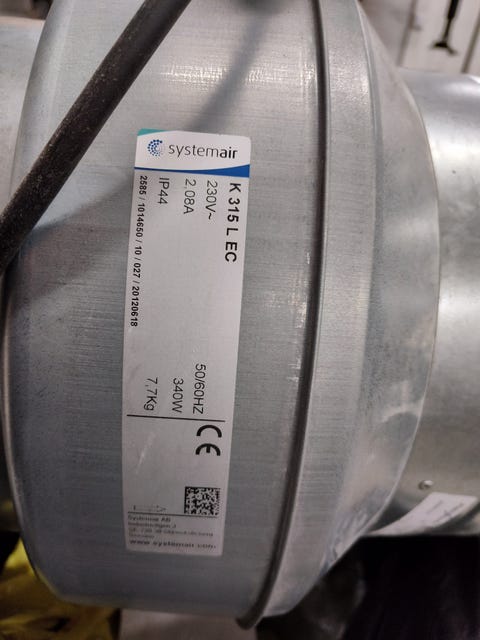 systemair
K 315 L EC
230V~ 50/60HZ
2,08A 340W
IP44 7,7Kg
2585 / 1014650 / 10 / 027 / 20120618
CE
Systemair AB
www.systemair.com